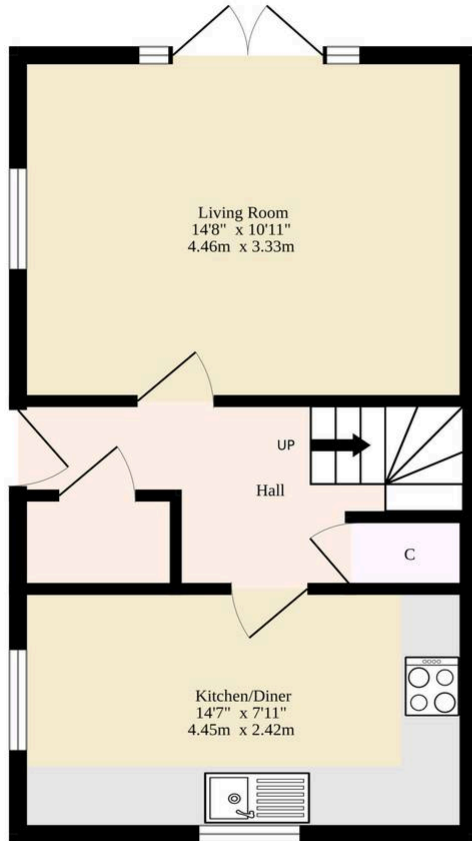 Living Room
14'8" x 10'11"
4.46m x 3.33m
UP
Hall
C
Kitchen/Diner
14'7" x 7'11"
4.45m x 2.42m